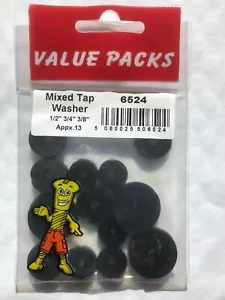 VALUE PACKS
Mixed Tap Washer
6524
1/2" 3/4" 3/8"
Appx.13
5 060025 506524